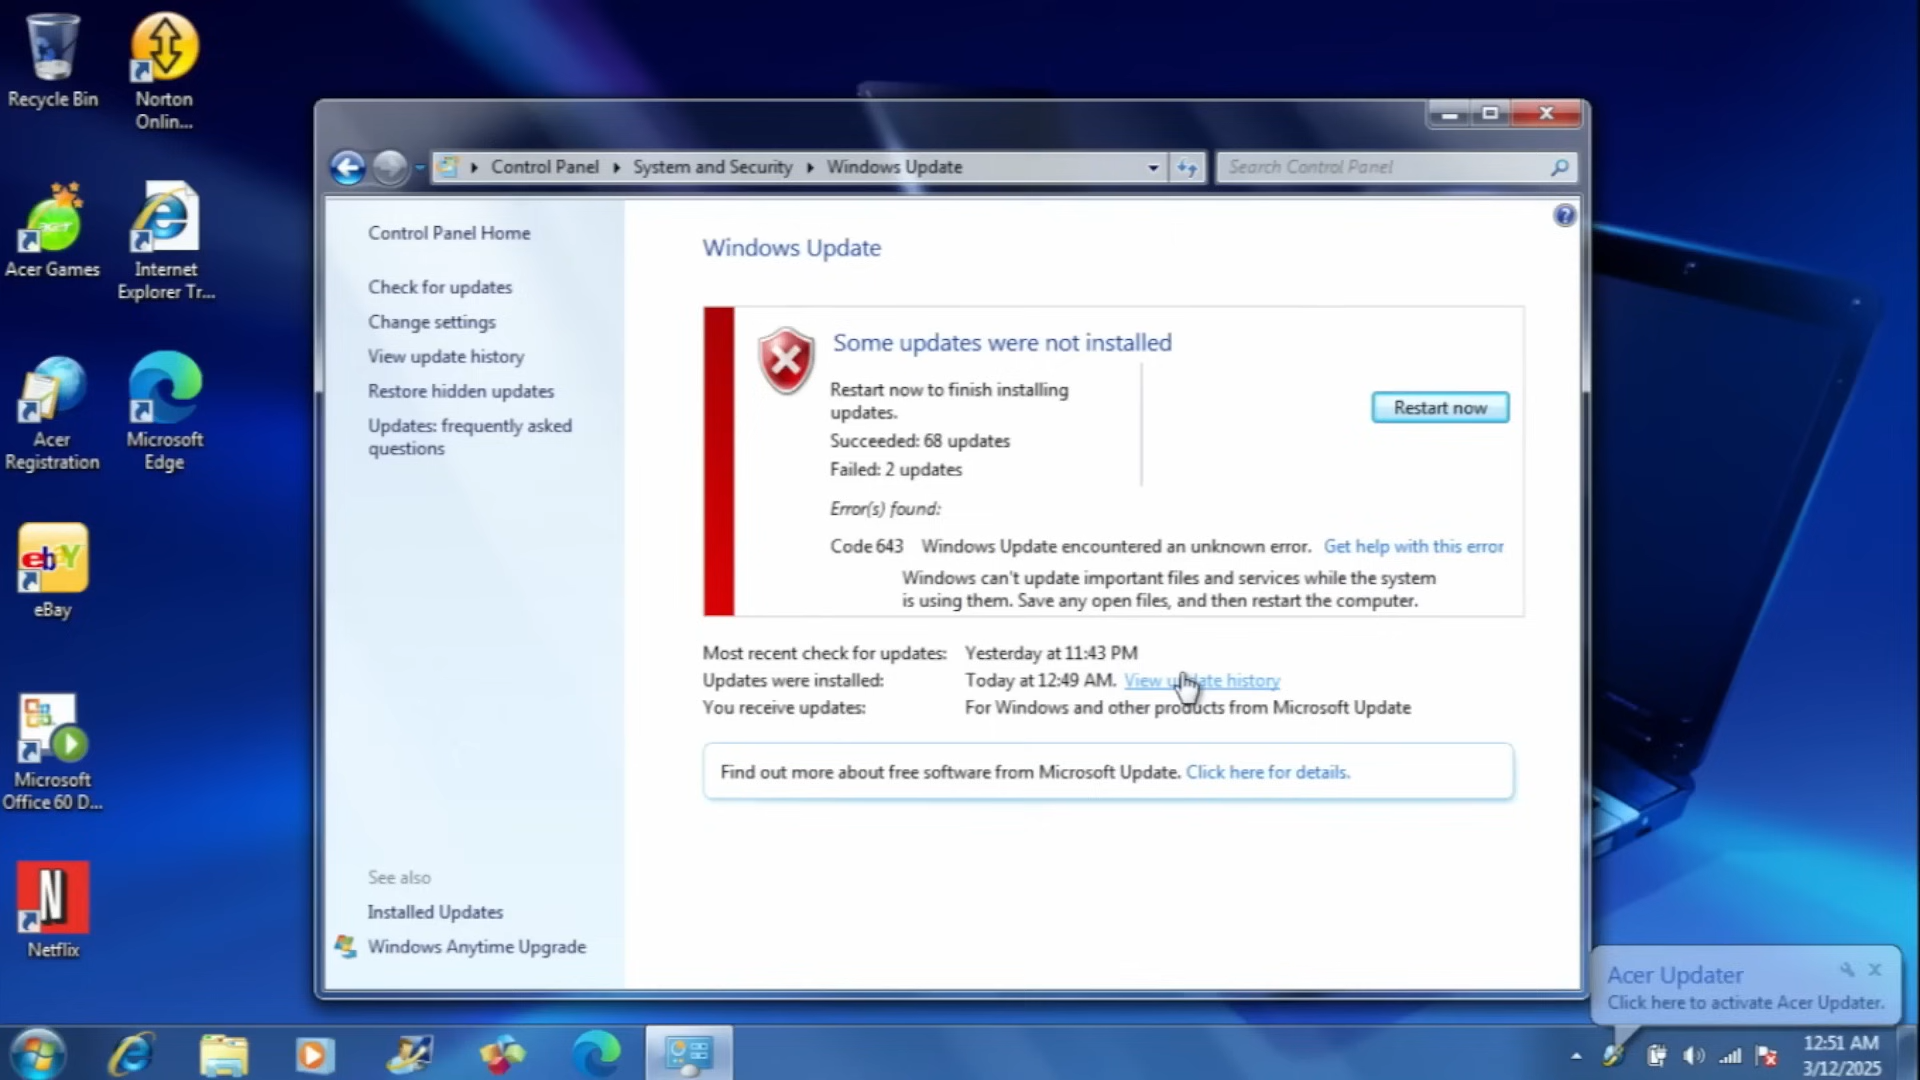 Recycle Bin
Norton
Onlin...
acer
Acer Games
Internet
Explorer Tr...
Acer
Registration
Microsoft
Edge
ebay
eBay
Microsoft
Office 60 D...
N
Netflix
Control Panel
System and Security
Windows Update
Search Control Panel
Control Panel Home
Check for updates
Change settings
View update history
Restore hidden updates
Updates: frequently asked
questions
See also
Installed Updates
Windows Anytime Upgrade
Windows Update
Some updates were not installed
Restart now to finish installing
updates.
Succeeded: 68 updates
Failed: 2 updates
Restart now
Error(s) found:
Code 643 Windows Update encountered an unknown error. Get help with this error
Windows can't update important files and services while the system
is using them. Save any open files, and then restart the computer.
Most recent check for updates: Yesterday at 11:43 PM
Updates were installed: Today at 12:49 AM. View update history
You receive updates: For Windows and other products from Microsoft Update
Find out more about free software from Microsoft Update. Click here for details.
Acer Updater
Click here to activate Acer Updater.
12:51 AM
3/12/2025